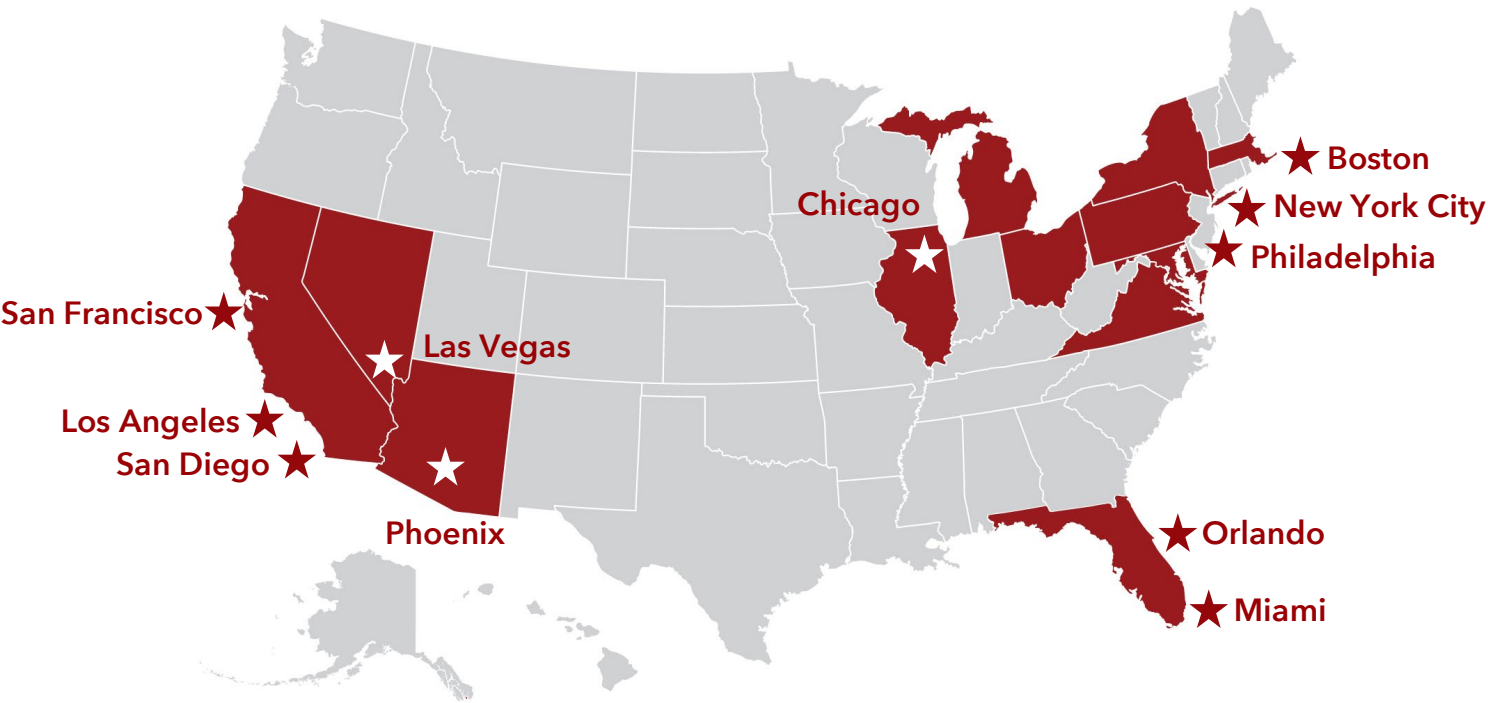 Boston
Chicago
New York City
Philadelphia
San Francisco
Las Vegas
Los Angeles
San Diego
Phoenix
Orlando
Miami